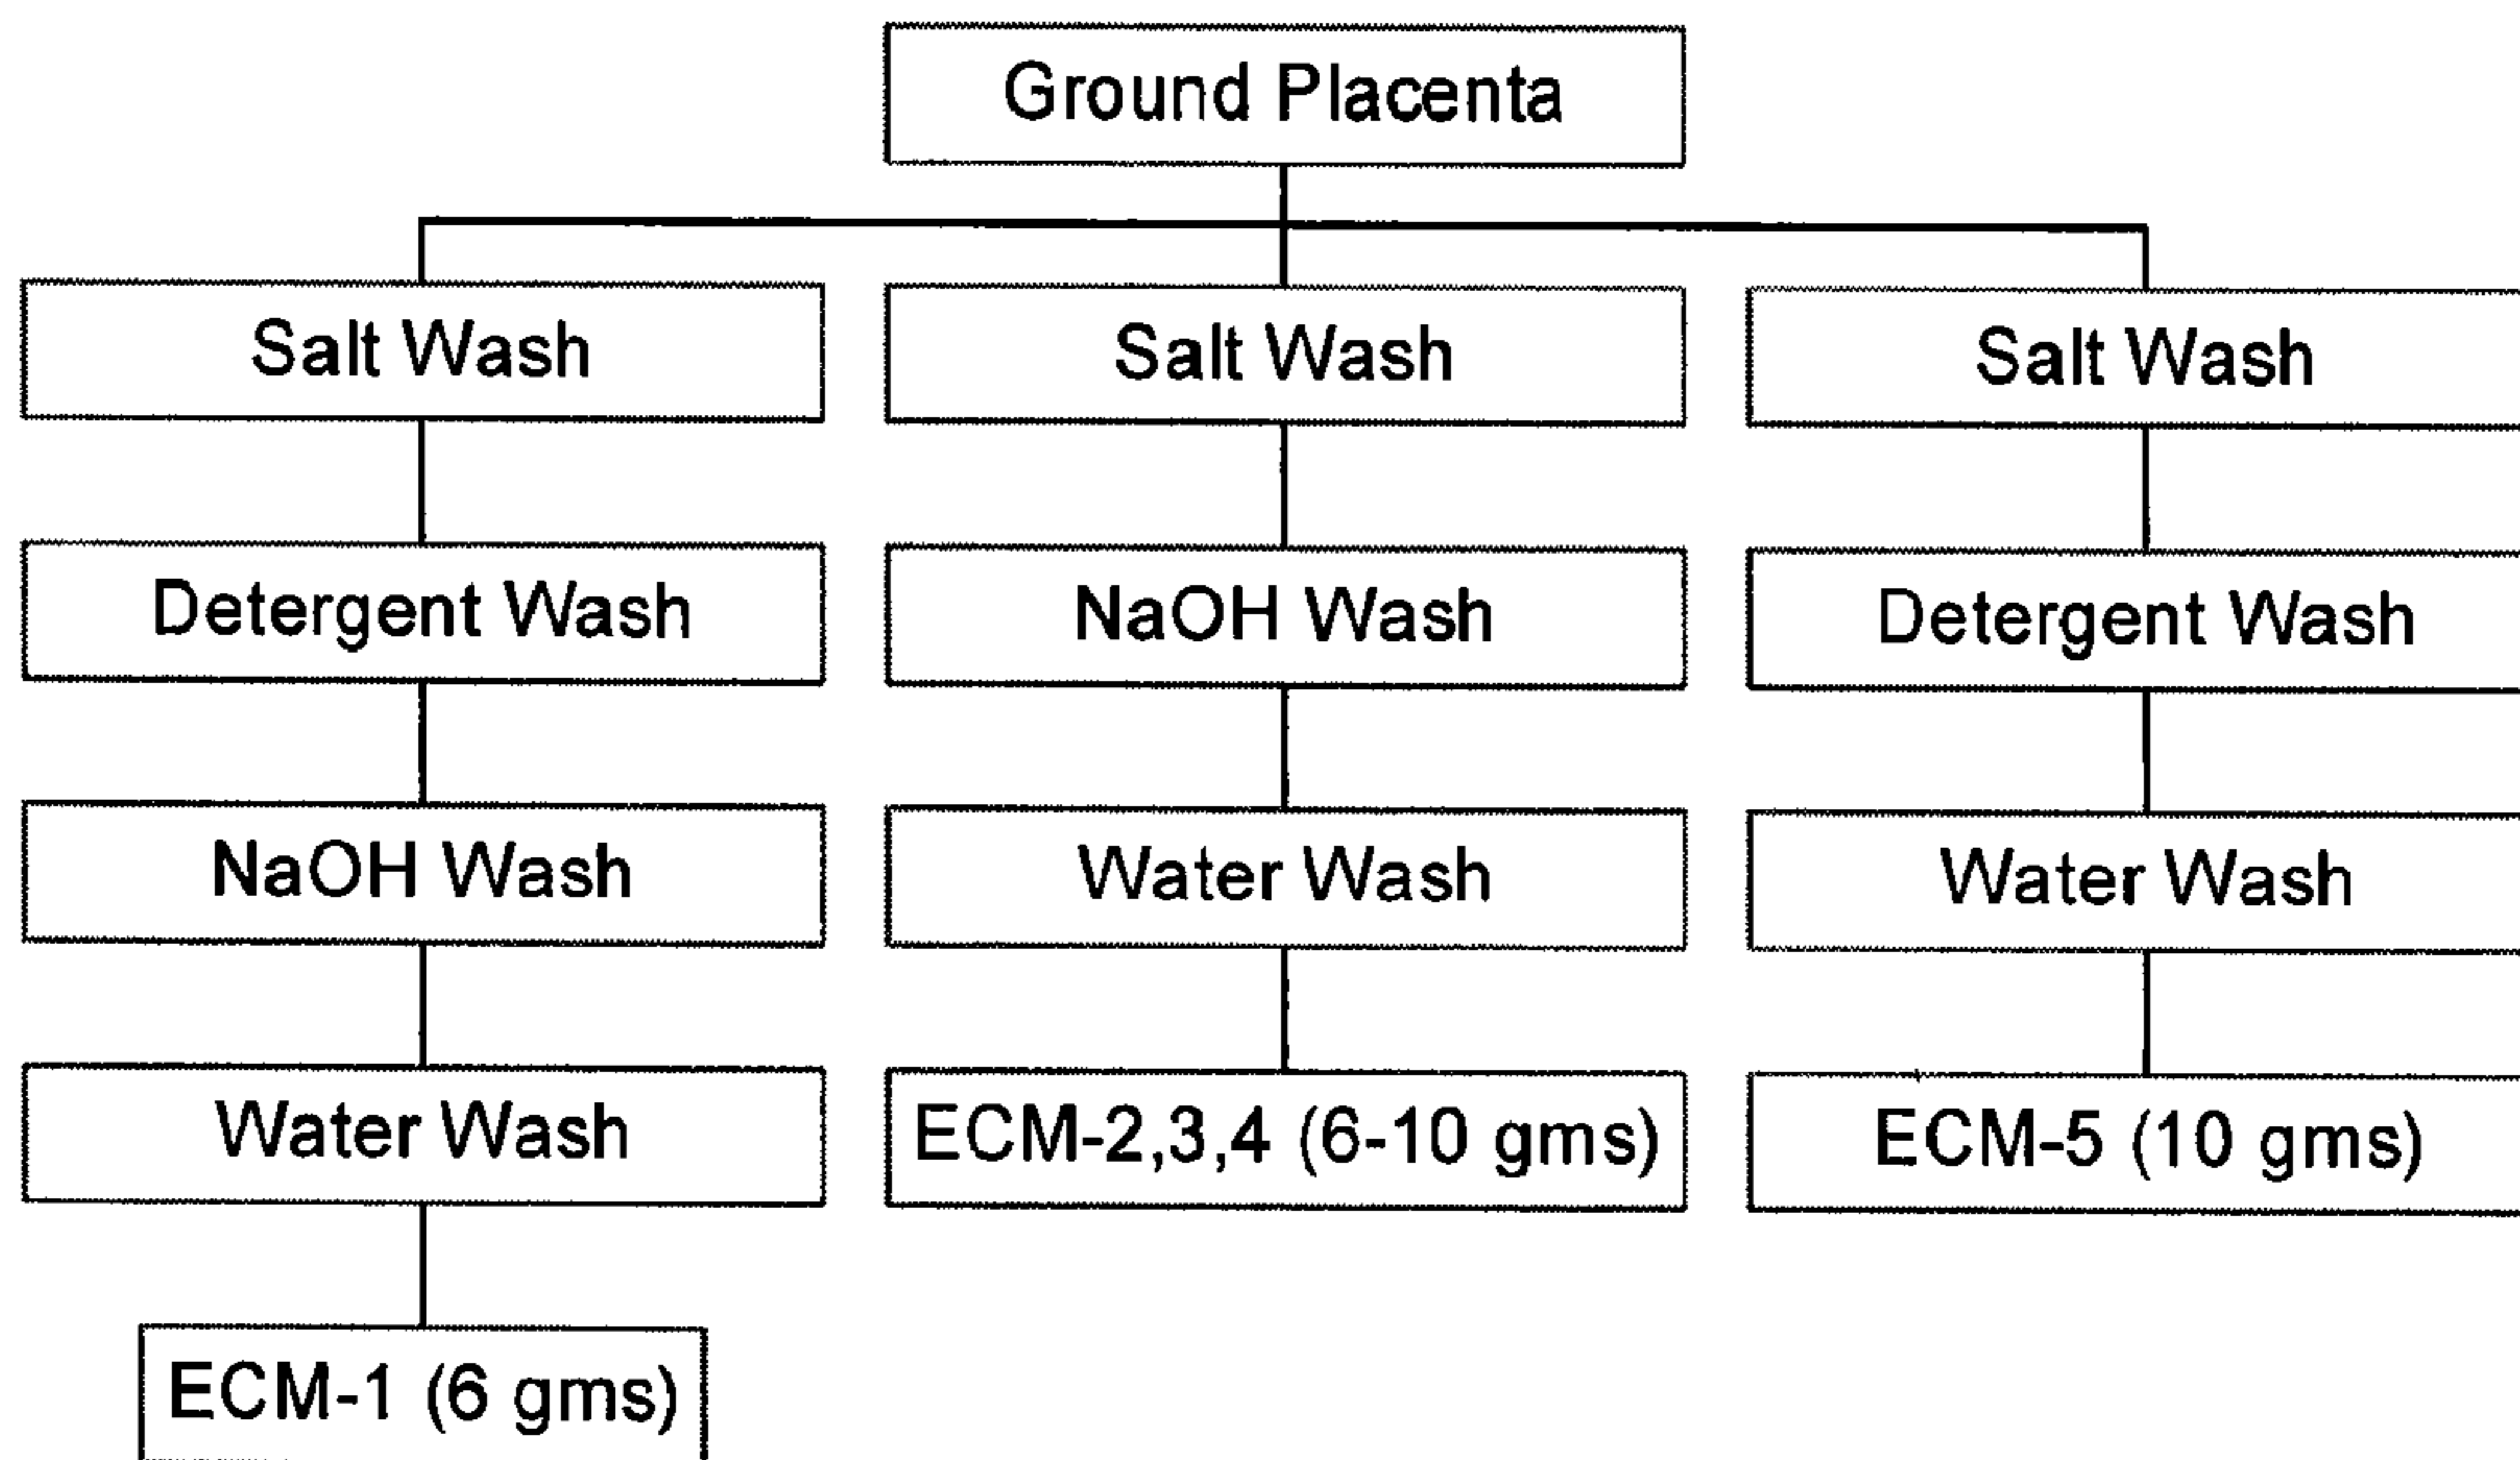 Ground Placenta
Salt Wash
Salt Wash
Salt Wash
Detergent Wash
NaOH Wash
Detergent Wash
NaOH Wash
Water Wash
Water Wash
Water Wash
ECM-2,3,4 (6-10 gms)
ECM-5 (10 gms)
ECM-1 (6 gms)